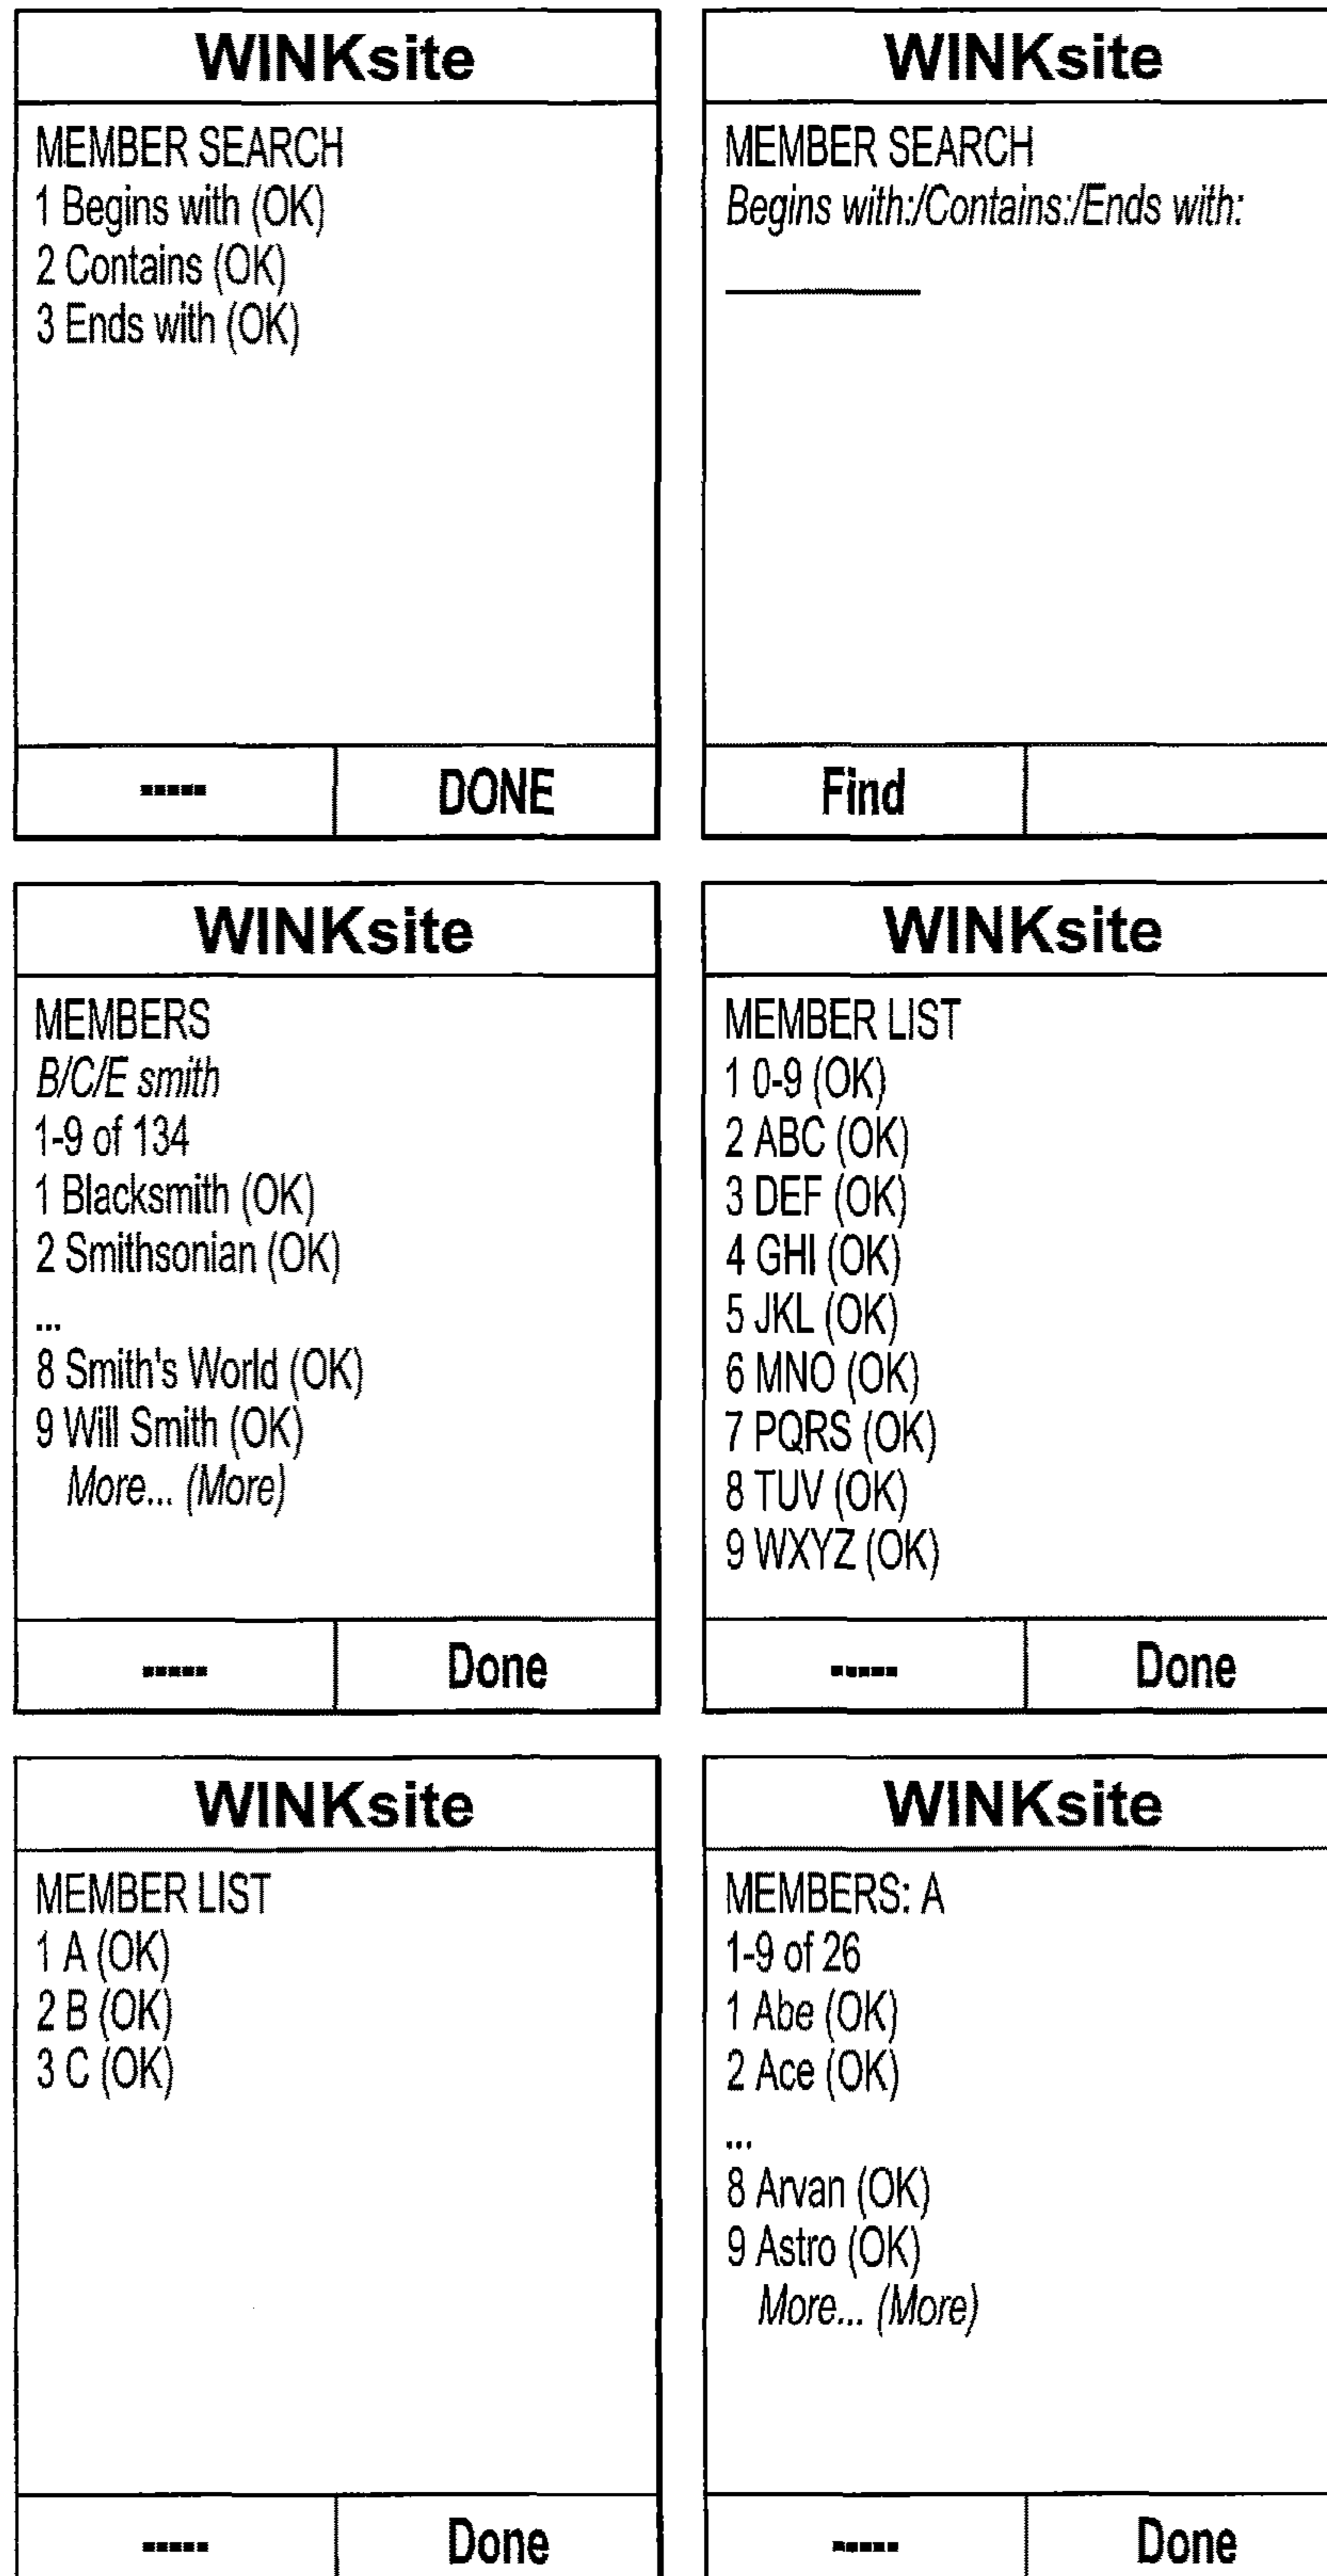 WINKsite
MEMBER SEARCH
1 Begins with (OK)
2 Contains (OK)
3 Ends with (OK)
-----
DONE
WINKsite
MEMBER SEARCH
Begins with:/Contains:/Ends with:
Find
WINKsite
MEMBERS
B/C/E smith
1-9 of 134
1 Blacksmith (OK)
2 Smithsonian (OK)
...
8 Smith's World (OK)
9 Will Smith (OK)
More... (More)
-----
Done
WINKsite
MEMBER LIST
1 0-9 (OK)
2 ABC (OK)
3 DEF (OK)
4 GHI (OK)
5 JKL (OK)
6 MNO (OK)
7 PQRS (OK)
8 TUV (OK)
9 WXYZ (OK)
-----
Done
WINKsite
MEMBER LIST
1 A (OK)
2 B (OK)
3 C (OK)
-----
Done
WINKsite
MEMBERS: A
1-9 of 26
1 Abe (OK)
2 Ace (OK)
...
8 Arvan (OK)
9 Astro (OK)
More... (More)
-----
Done